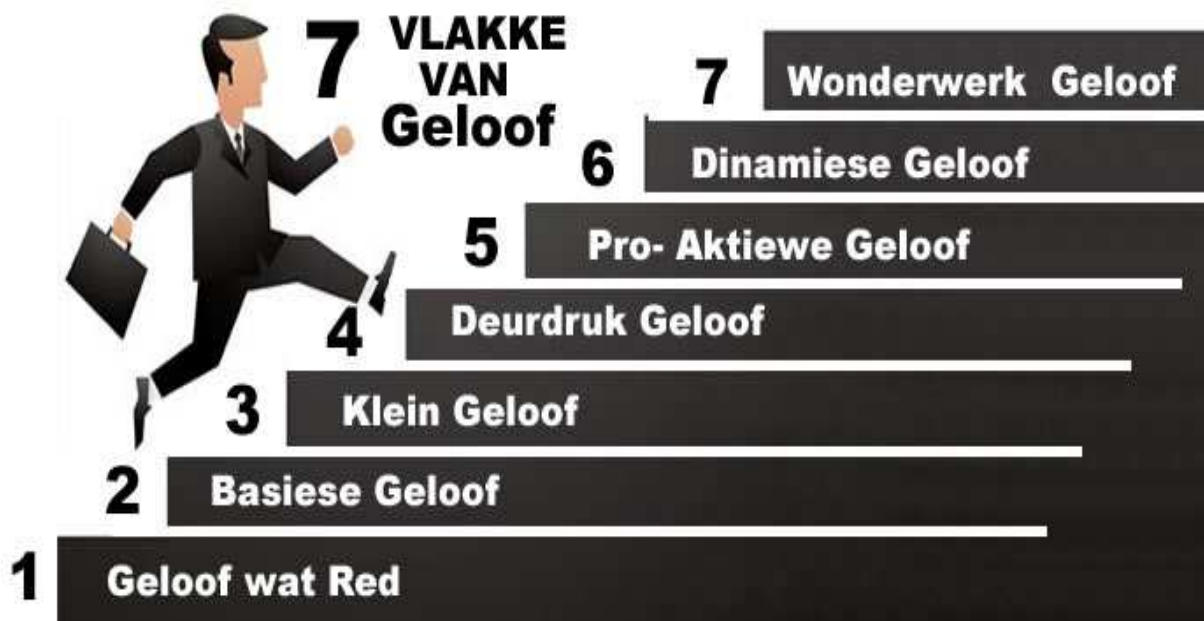 7 VLAKKE
VAN
Geloof
7 Wonderwerk Geloof
6 Dinamiese Geloof
5 Pro- Aktiewe Geloof
4 Deurdruk Geloof
3 Klein Geloof
2 Basiese Geloof
1 Geloof wat Red